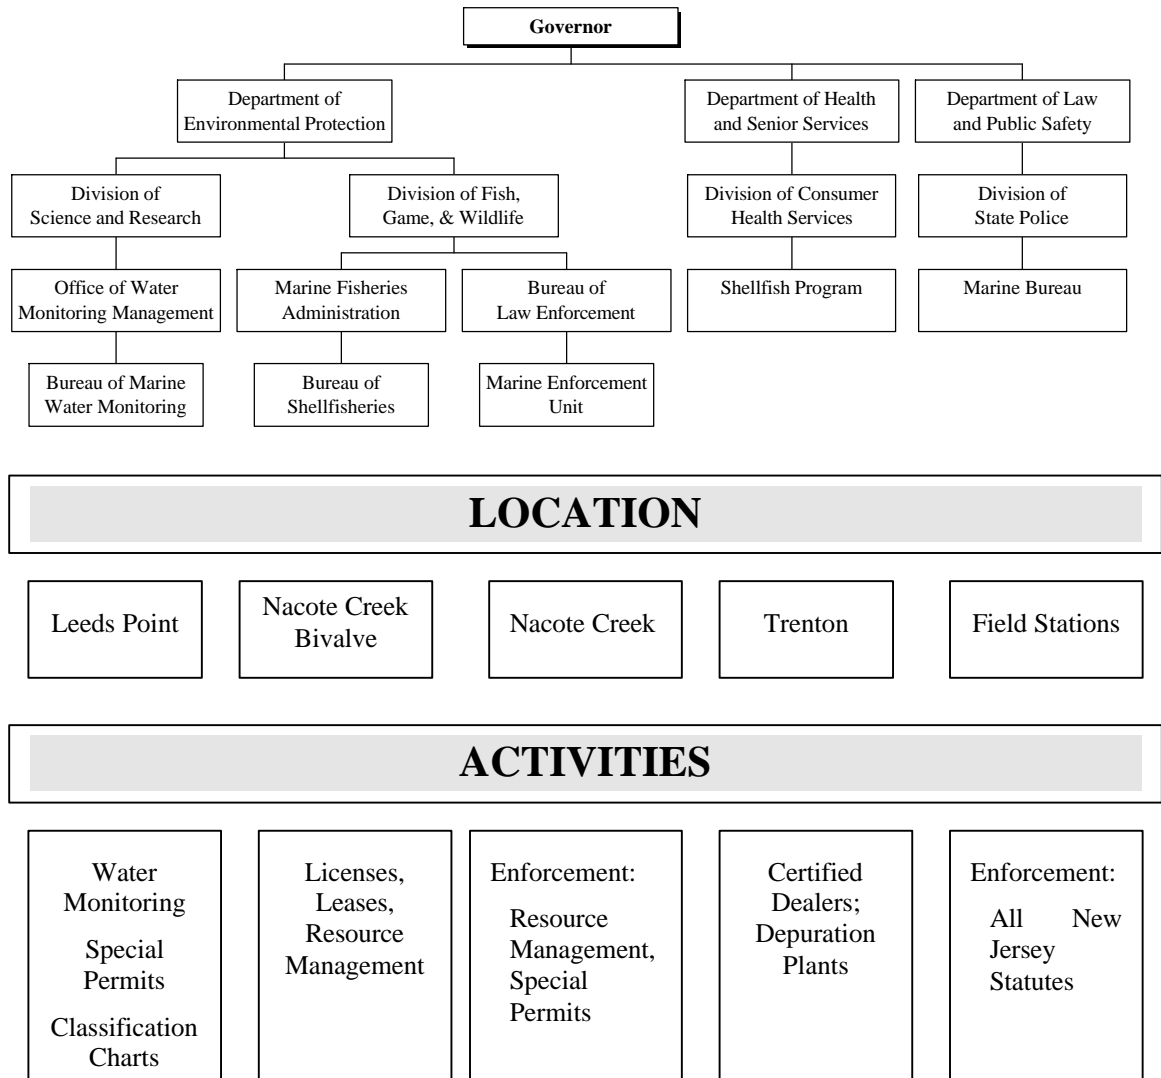 Governor
Department of
Environmental Protection
Department of Health
and Senior Services
Department of Law
and Public Safety
Division of
Science and Research
Division of Fish,
Game, & Wildlife
Division of Consumer
Health Services
Division of
State Police
Office of Water
Monitoring Management
Marine Fisheries
Administration
Bureau of
Law Enforcement
Shellfish Program
Marine Bureau
Bureau of Marine
Water Monitoring
Bureau of
Shellfisheries
Marine Enforcement
Unit
LOCATION
Leeds Point
Nacote Creek
Bivalve
Nacote Creek
Trenton
Field Stations
ACTIVITIES
Water
Monitoring
Special
Permits
Classification
Charts
Licenses,
Leases,
Resource
Management
Enforcement:
Resource
Management,
Special
Permits
Certified
Dealers;
Depuration
Plants
Enforcement:
All New
Jersey
Statutes